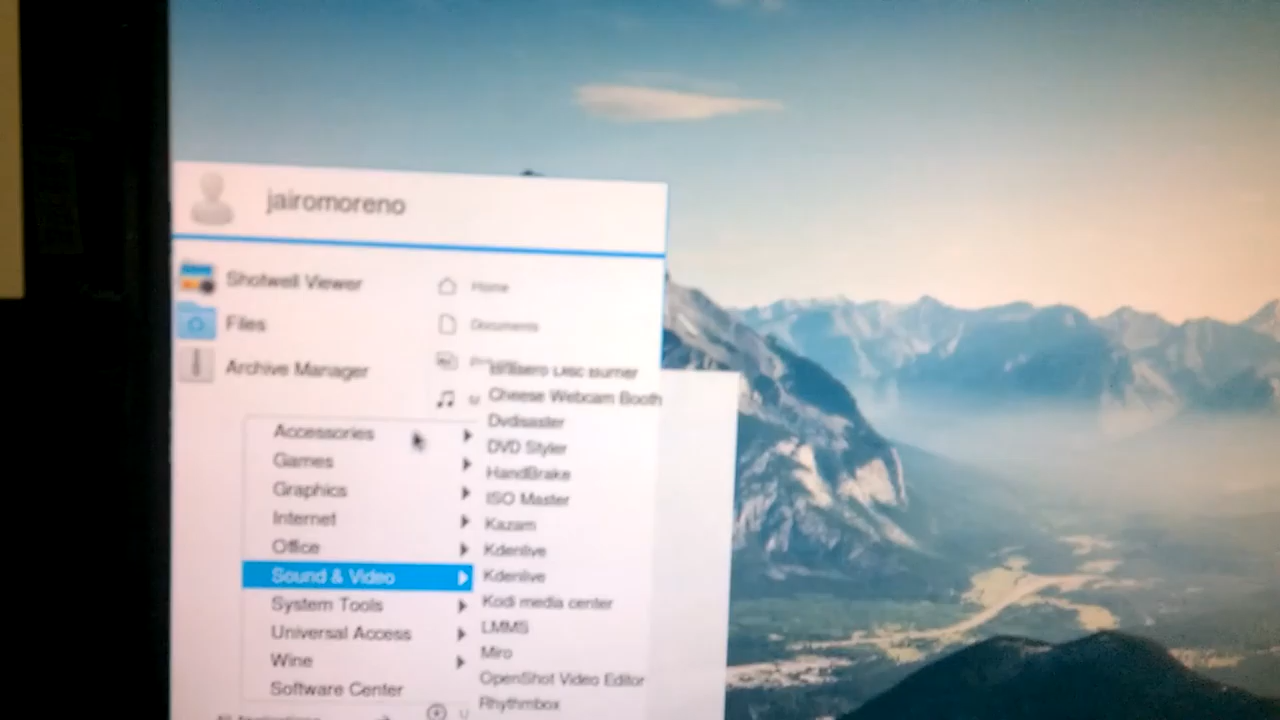 jairomoreno
Shotwell Viewer
Files
Archive Manager
Home
Documents
Disc Burner
Cheese Webcam Booth
Dvdisaster
DVD Styler
HandBrake
ISO Master
Kazam
Kdenlive
Kdenlive
Kodi media center
LMMS
Miro
OpenShot Video Editor
Rhythmbox
Accessories
Games
Graphics
Internet
Office
Sound & Video
System Tools
Universal Access
Wine
Software Center